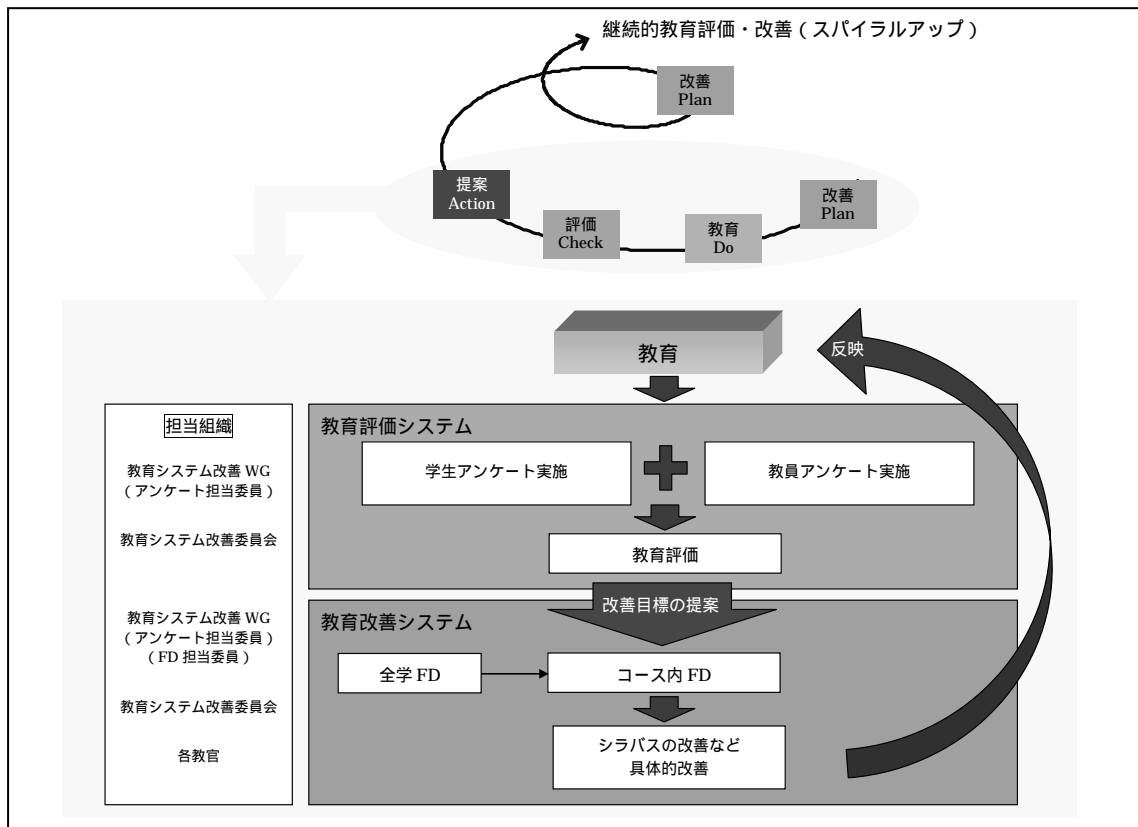 継続的教育評価・改善（スパイラルアップ）
改善
Plan
提案
Action
評価
Check
教育
Do
改善
Plan
教育
反映
担当組織
教育システム改善 WG
（アンケート担当委員）
教育システム改善委員会
教育システム改善 WG
（アンケート担当委員）
（FD 担当委員）
教育システム改善委員会
各教官
教育評価システム
学生アンケート実施
教員アンケート実施
教育評価
改善目標の提案
教育改善システム
全学 FD
コース内 FD
シラバスの改善など
具体的改善